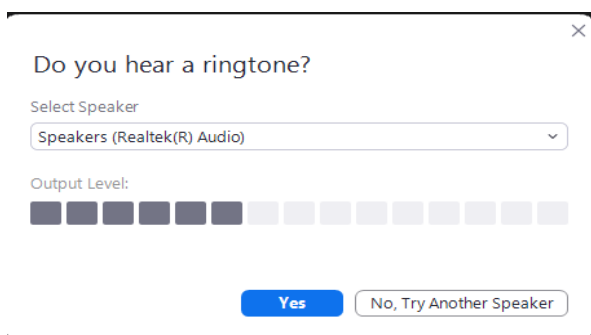 Do you hear a ringtone?
Select Speaker
Speakers (Realtek(R) Audio)
Output Level:
Yes
No, Try Another Speaker